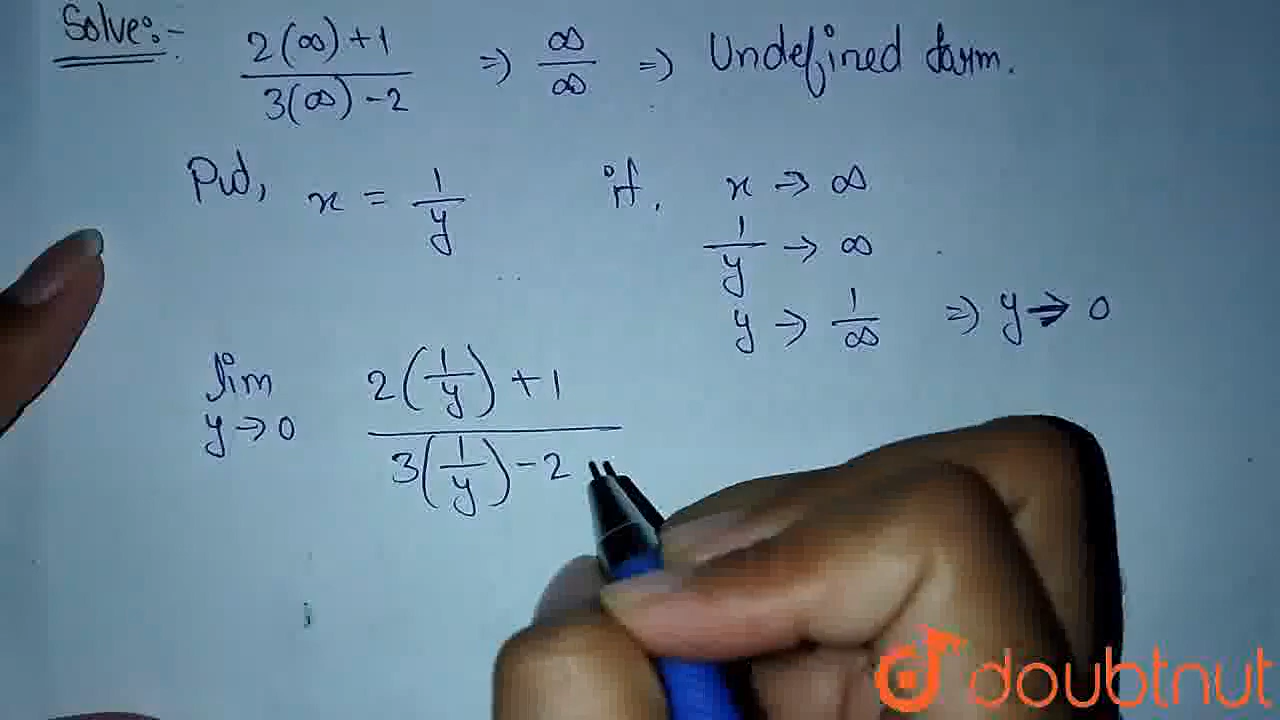 Solve:-
2(∞)+1 / 3(∞)-2 ⇒ ∞/∞ ⇒ Undefined form.
Put, x = 1/y if, x → ∞
1/y → ∞
y → 1/∞ ⇒ y → 0
lim y→0 2(1/y)+1 / 3(1/y)-2
doubtnut